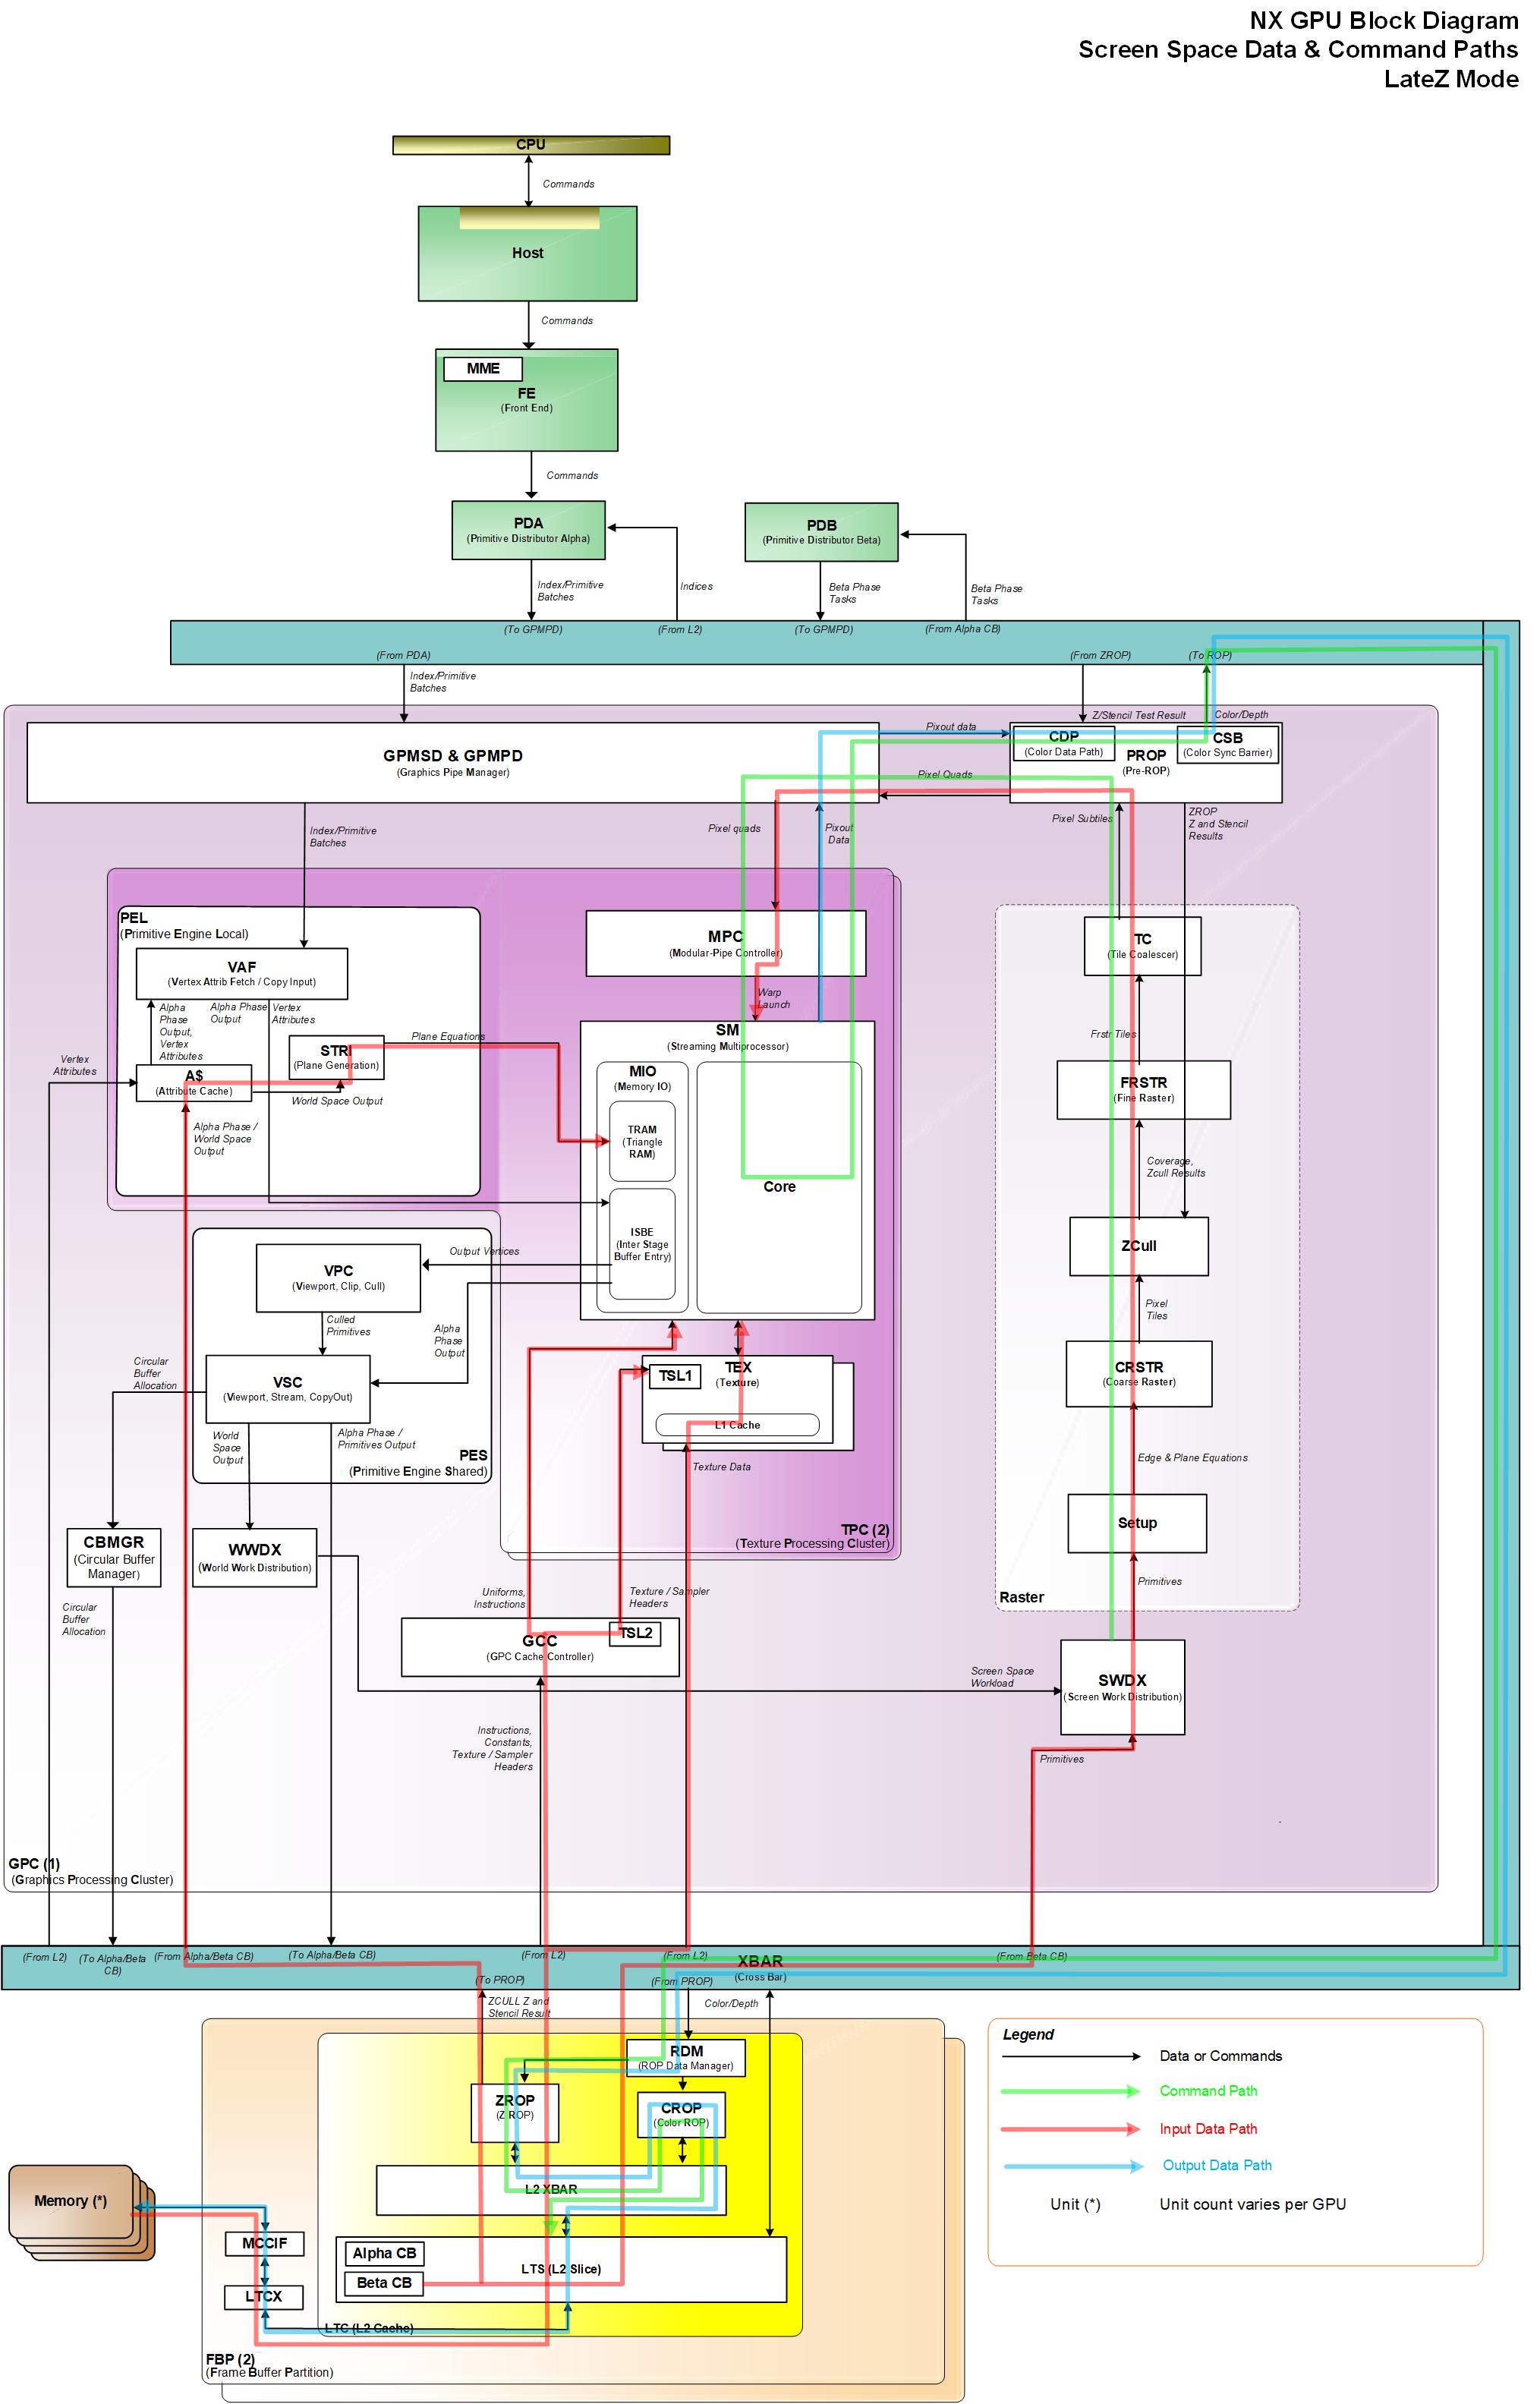 NX GPU Block Diagram
Screen Space Data & Command Paths
LateZ Mode
CPU
Commands
Host
Commands
MME
FE
(Front End)
Commands
PDA
(Primitive Distributor Alpha)
PDB
(Primitive Distributor Beta)
Index/Primitive
Batches
Indices
Beta Phase
Tasks
Beta Phase
Tasks
(To GPMPD)
(From L2)
(To GPMPD)
(From Alpha CB)
(From PDA)
(From ZROP)
(To ROP)
Index/Primitive
Batches
Z/Stencil Test Result
Color/Depth
GPMSD & GPMPD
(Graphics Pipe Manager)
Pixout data
Pixel Quads
CDP
(Color Data Path)
PROP
(Pre-ROP)
CSB
(Color Sync Barrier)
Index/Primitive
Batches
Pixel quads
Pixout
Data
Pixel Subtiles
ZROP
Z and Stencil
Results
PEL
(Primitive Engine Local)
VAF
(Vertex Attrib Fetch / Copy Input)
Alpha
Phase
Output,
Vertex
Attributes
Alpha Phase
Output
Vertex
Attributes
STRI
(Plane Generation)
Plane Equations
Vertex
Attributes
A$
(Attribute Cache)
World Space Output
Alpha Phase /
World Space
Output
MPC
(Modular-Pipe Controller)
Warp
Launch
SM
(Streaming Multiprocessor)
MIO
(Memory IO)
TRAM
(Triangle
RAM)
ISBE
(Inter Stage
Buffer Entry)
Core
TC
(Tile Coalescer)
Frstr Tiles
FRSTR
(Fine Raster)
Coverage,
Zcull Results
ZCull
Pixel
Tiles
CRSTR
(Coarse Raster)
Edge & Plane Equations
Setup
Primitives
Raster
Output Vertices
VPC
(Viewport, Clip, Cull)
Culled
Primitives
Alpha
Phase
Output
Circular
Buffer
Allocation
VSC
(Viewport, Stream, CopyOut)
World
Space
Output
Alpha Phase /
Primitives Output
PES
(Primitive Engine Shared)
TSL1
TEX
(Texture)
L1 Cache
Texture Data
TPC (2)
(Texture Processing Cluster)
CBMGR
(Circular Buffer
Manager)
WWDX
(World Work Distribution)
Circular
Buffer
Allocation
Uniforms,
Instructions
Texture / Sampler
Headers
GCC
(GPC Cache Controller)
TSL2
Screen Space
Workload
SWDX
(Screen Work Distribution)
Instructions,
Constants,
Texture / Sampler
Headers
Primitives
GPC (1)
(Graphics Processing Cluster)
(From L2)
(To Alpha/Beta
CB)
(From Alpha/Beta CB)
(To Alpha/Beta CB)
(From L2)
(From L2)
XBAR
(Cross Bar)
(From Beta CB)
(To PROP)
(From PROP)
ZCULL Z and
Stencil Result
Color/Depth
RDM
(ROP Data Manager)
ZROP
(Z ROP)
CROP
(Color ROP)
L2 XBAR
Alpha CB
Beta CB
LTS (L2 Slice)
LTC (L2 Cache)
Memory (*)
MCCIF
LTCX
FBP (2)
(Frame Buffer Partition)
Legend
Data or Commands
Command Path
Input Data Path
Output Data Path
Unit (*)
Unit count varies per GPU